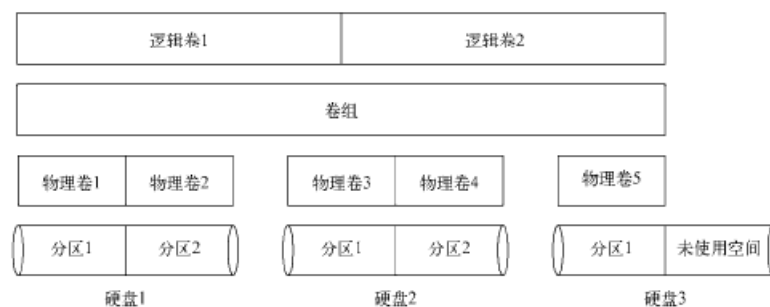 逻辑卷1 逻辑卷2
卷组
物理卷1 物理卷2 物理卷3 物理卷4 物理卷5
分区1 分区2 分区1 分区2 分区1 未使用空间
硬盘1 硬盘2 硬盘3